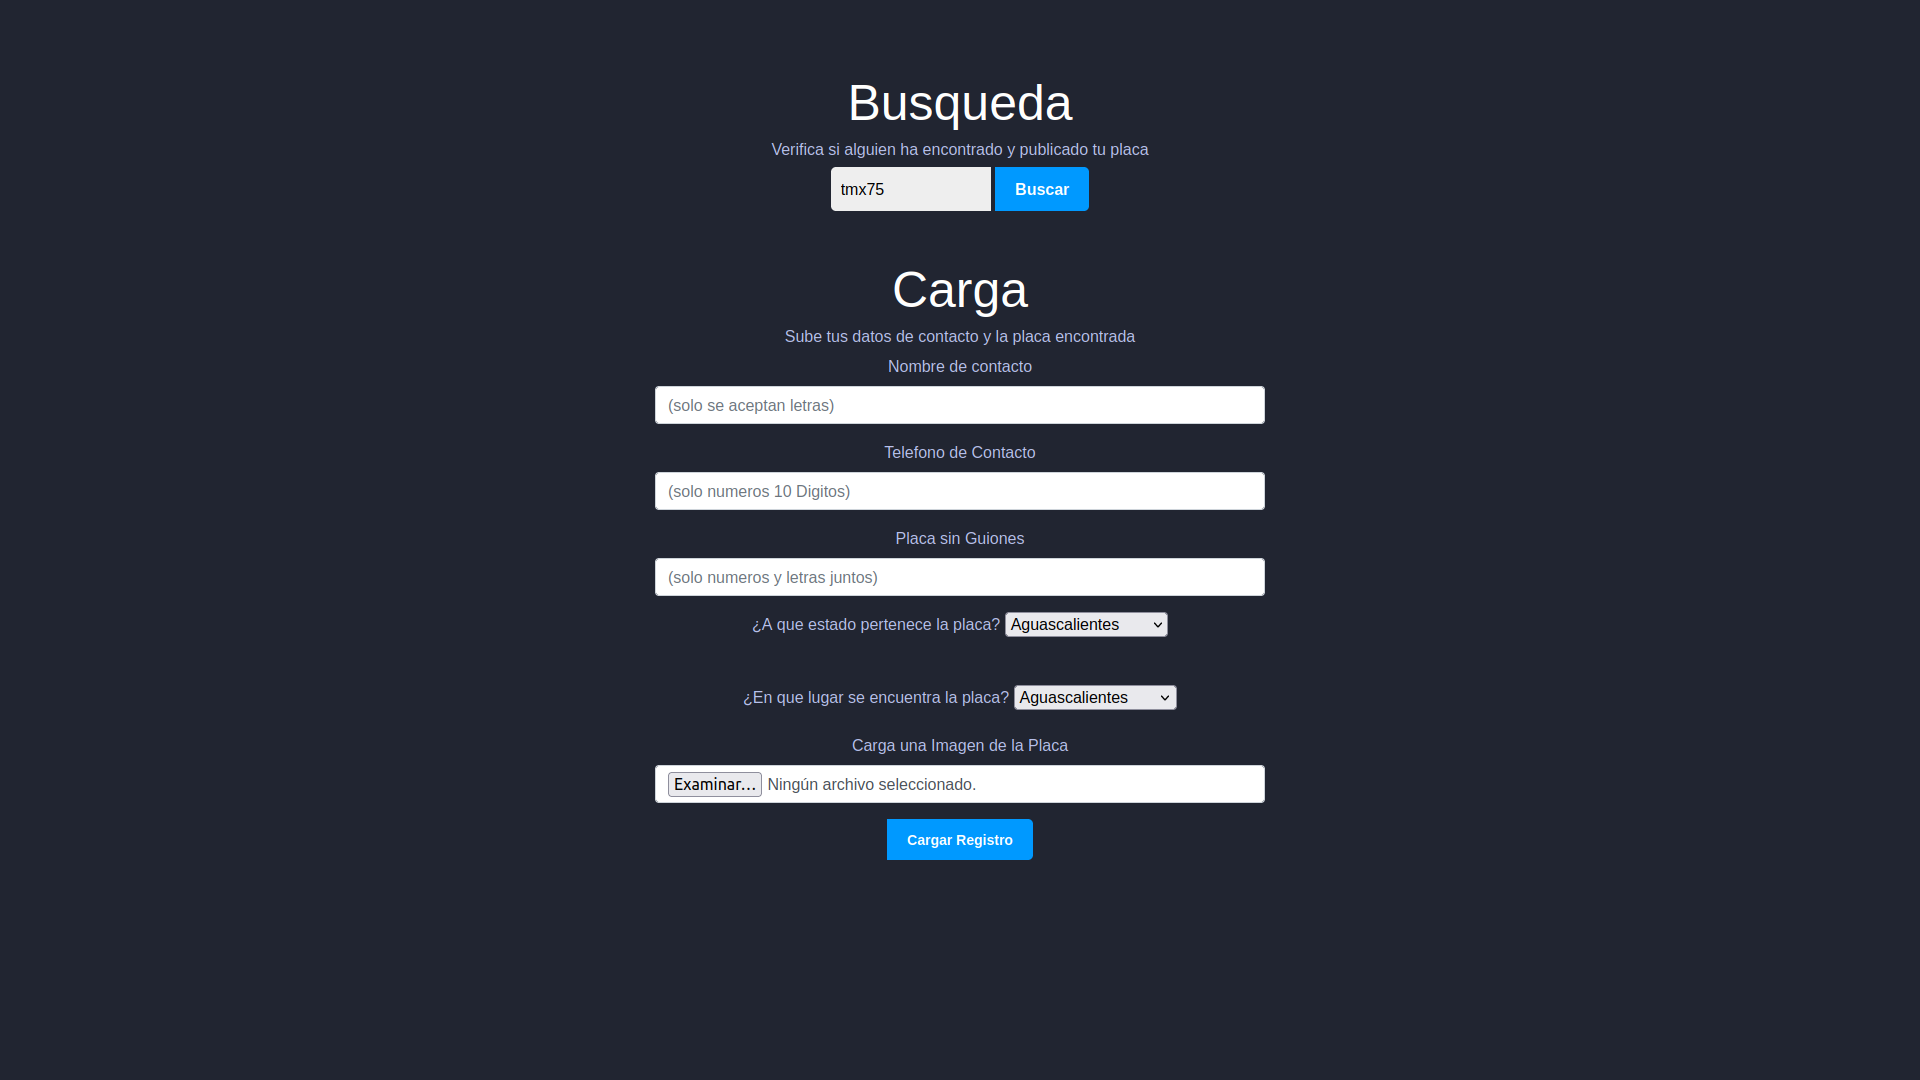 Busqueda
Verifica si alguien ha encontrado y publicado tu placa
tmx75 Buscar
Carga
Sube tus datos de contacto y la placa encontrada
Nombre de contacto
(solo se aceptan letras)
Telefono de Contacto
(solo numeros 10 Digitos)
Placa sin Guiones
(solo numeros y letras juntos)
¿A que estado pertenece la placa? Aguascalientes
¿En que lugar se encuentra la placa? Aguascalientes
Carga una Imagen de la Placa
Examinar... Ningún archivo seleccionado.
Cargar Registro